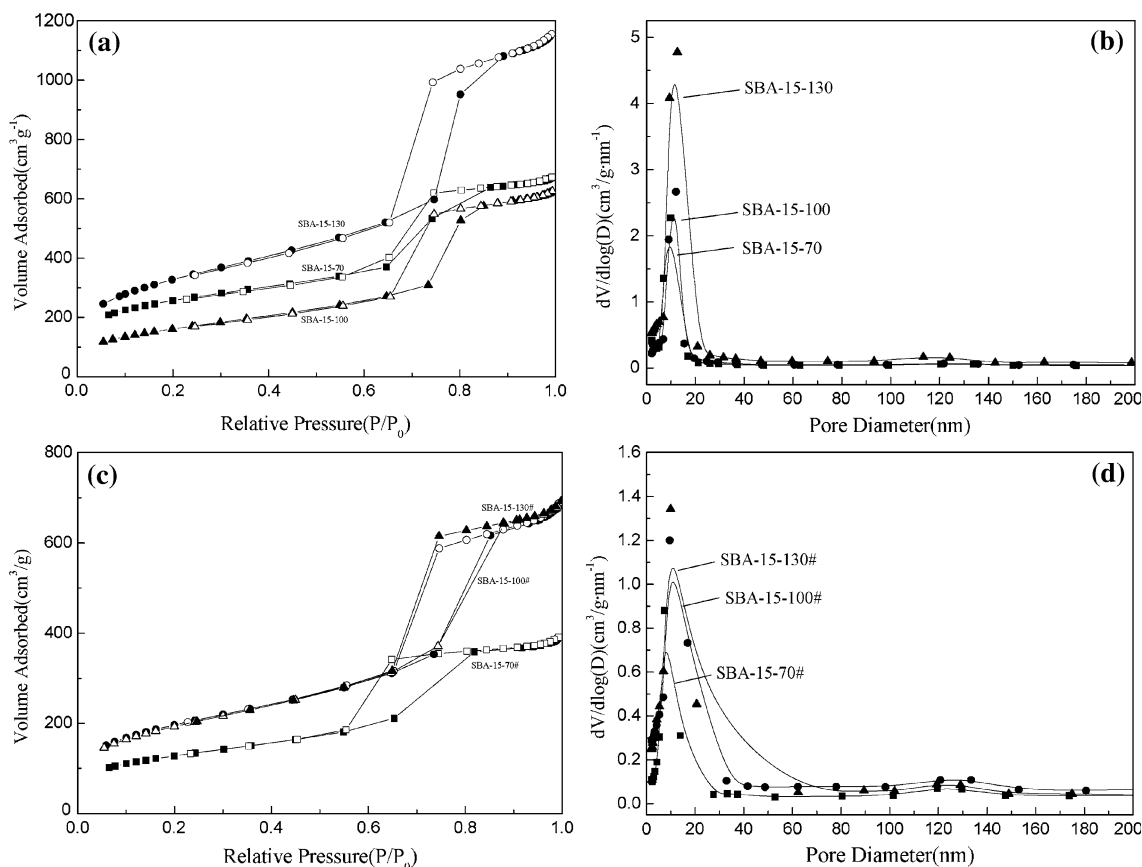 (a)
Volume Adsorbed(cm³g⁻¹)
1200
1000
800
600
400
200
0
SBA-15-130
SBA-15-70
SBA-15-100
0.0 0.2 0.4 0.6 0.8 1.0
Relative Pressure(P/P₀)
(b)
dV/dlog(D)(cm³/g·nm⁻¹)
5
4
3
2
1
0
SBA-15-130
SBA-15-100
SBA-15-70
0 20 40 60 80 100 120 140 160 180 200
Pore Diameter(nm)
(c)
Volume Adsorbed(cm³/g)
800
600
400
200
0
SBA-15-130#
SBA-15-100#
SBA-15-70#
0.0 0.2 0.4 0.6 0.8 1.0
Relative Pressure(P/P₀)
(d)
dV/dlog(D)(cm³/g·nm⁻¹)
1.6
1.4
1.2
1.0
0.8
0.6
0.4
0.2
0.0
SBA-15-130#
SBA-15-100#
SBA-15-70#
0 20 40 60 80 100 120 140 160 180 200
Pore Diameter(nm)